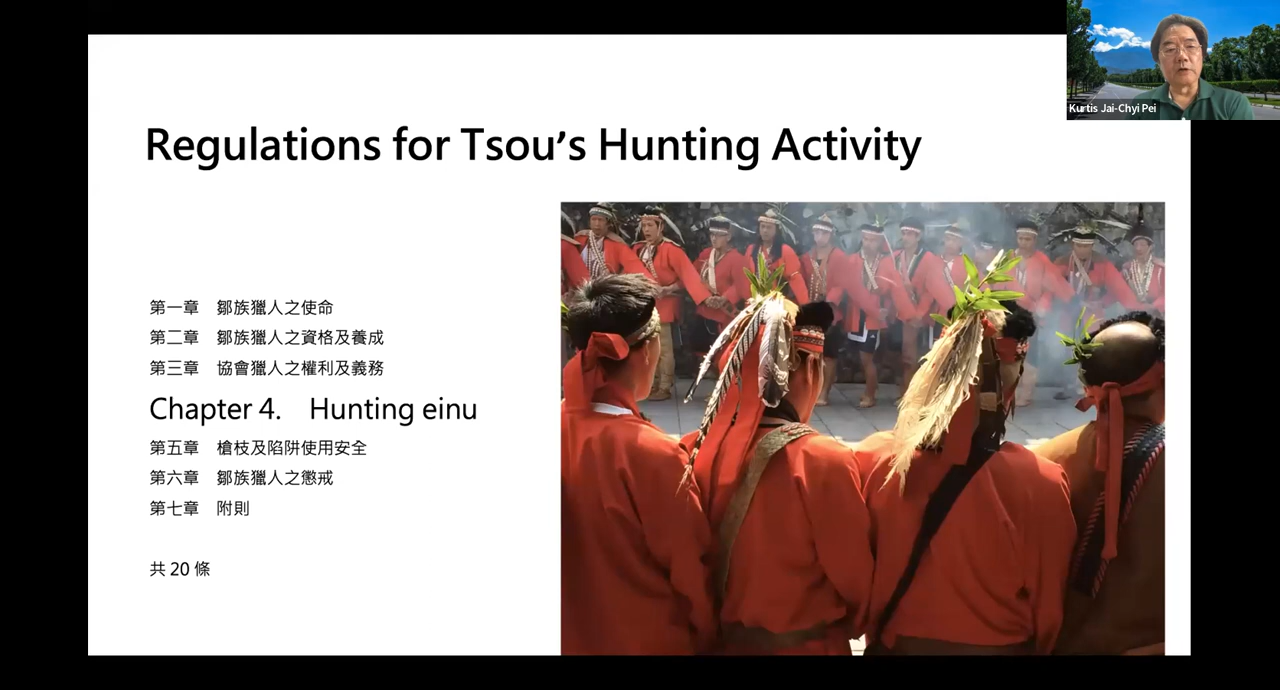 Kurtis Jai-Chyi Pei
Regulations for Tsou’s Hunting Activity
第一章 鄒族獵人之使命
第二章 鄒族獵人之資格及養成
第三章 協會獵人之權利及義務
Chapter 4. Hunting einu
第五章 槍枝及陷阱使用安全
第六章 鄒族獵人之懲戒
第七章 附則
共 20 條